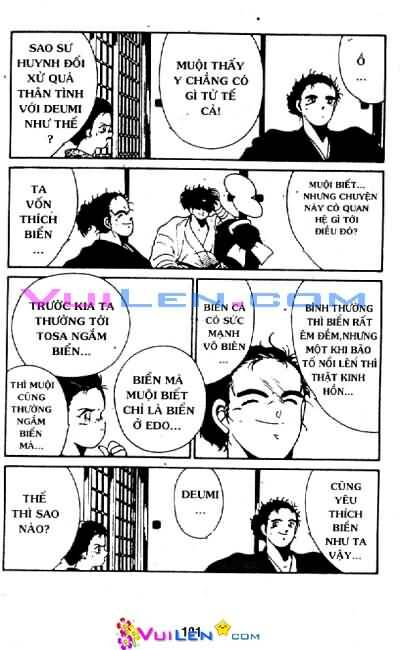 SAO SƯ
HUYNH ĐỐI
XỬ QUÁ
THÂN TÌNH
VỚI DEUMI
NHƯ THẾ
?
MUỘI THẤY
Y CHẲNG CÓ
GÌ TỬ TẾ
CẢ!
Ồ
...
TA
VỐN
THÍCH
BIỂN
...
MUỘI BIẾT...
NHƯNG CHUYỆN
NÀY CÓ QUAN
HỆ GÌ TỚI
ĐIỀU ĐÓ?
VUILEN.COM
TRƯỚC KIA TA
THƯỜNG TỚI
TOSA NGẮM
BIỂN...
THÌ MUỘI
CŨNG
THƯỜNG
NGẮM
BIỂN
MÀ...
BIỂN MÀ
MUỘI BIẾT
CHỈ LÀ BIỂN
Ở EDO...
BIỂN CẢ
CÓ SỨC
MẠNH
VÔ BIÊN
...
BÌNH THƯỜNG
THÌ BIỂN RẤT
ÊM ĐỀM,NHƯNG
MỘT KHI BÃO
TỐ NỔI LÊN THÌ
THẬT KINH
HỒN...
THẾ
THÌ SAO
NÀO?
DEUMI
...
CŨNG
YÊU
THÍCH
BIỂN
NHƯ TA
VẬY...
VUILEN.COM